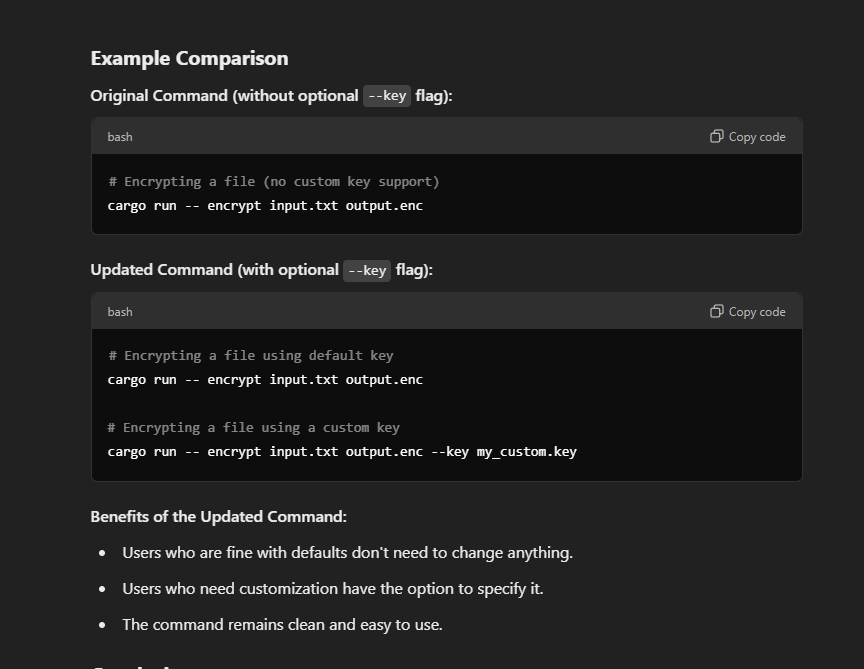 Example Comparison
Original Command (without optional --key flag):
bash
Copy code
# Encrypting a file (no custom key support)
cargo run -- encrypt input.txt output.enc
Updated Command (with optional --key flag):
bash
Copy code
# Encrypting a file using default key
cargo run -- encrypt input.txt output.enc
# Encrypting a file using a custom key
cargo run -- encrypt input.txt output.enc --key my_custom.key
Benefits of the Updated Command:
• Users who are fine with defaults don't need to change anything.
• Users who need customization have the option to specify it.
• The command remains clean and easy to use.